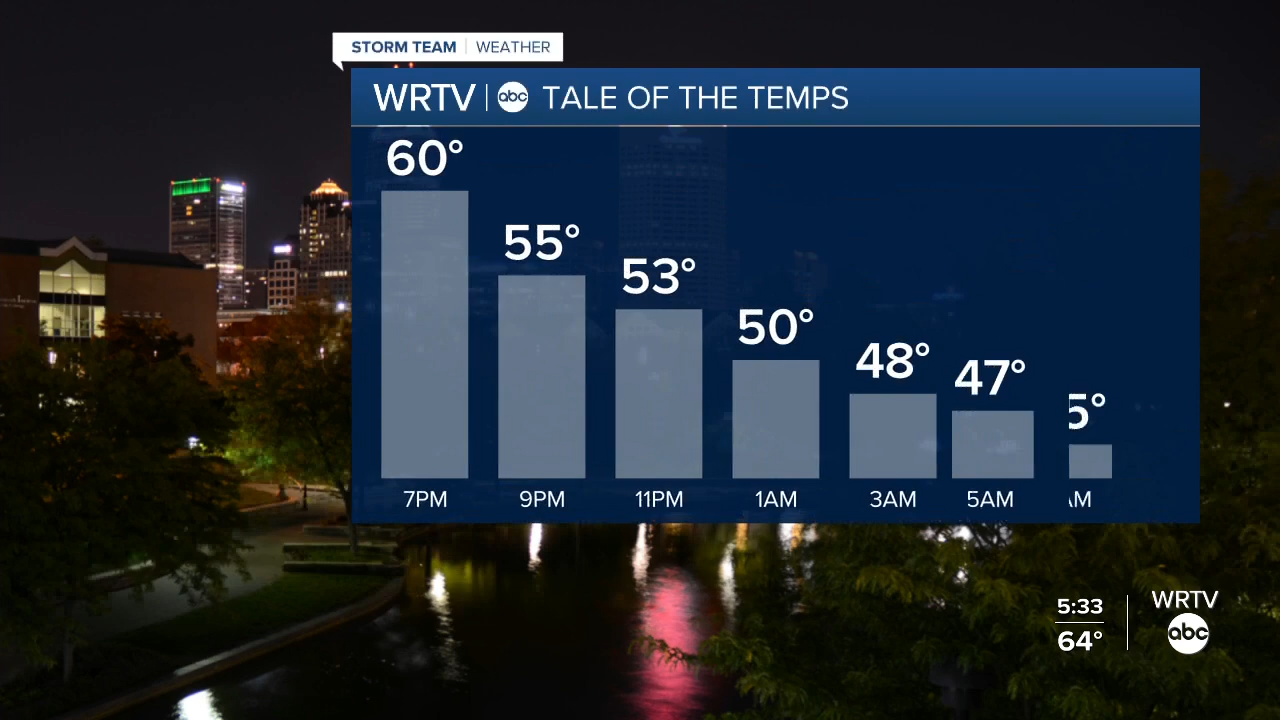 STORM TEAM | WEATHER
WRTV | abc TALE OF THE TEMPS
60°
55°
53°
50°
48°
47°
5°
7PM
9PM
11PM
1AM
3AM
5AM
5:33
64°
WRTV
abc